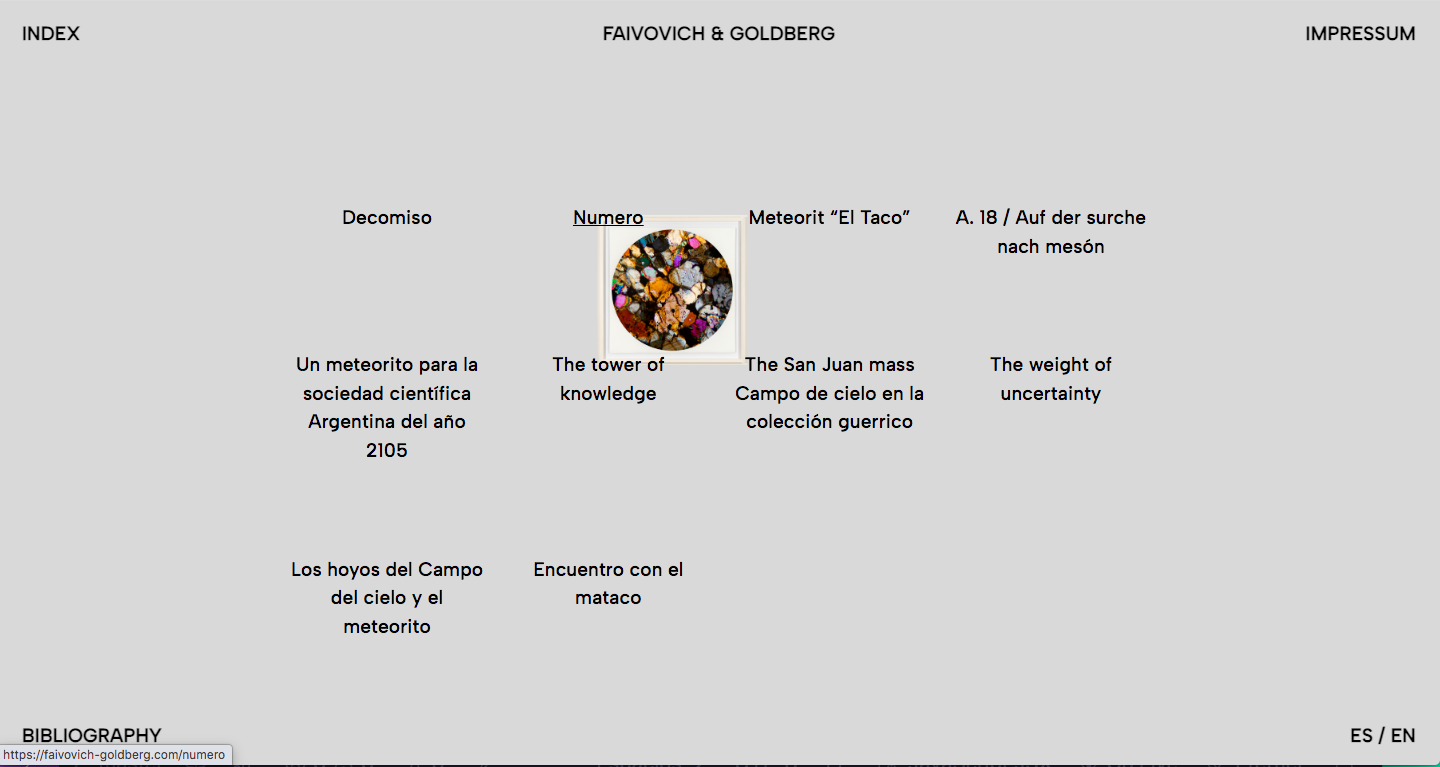 INDEX
FAIVOVICH & GOLDBERG
IMPRESSUM
Decomiso
Numero
Meteorit “El Taco”
A. 18 / Auf der surche
nach mesón
Un meteorito para la
sociedad científica
Argentina del año
2105
The tower of
knowledge
The San Juan mass
Campo de cielo en la
colección guerrico
The weight of
uncertainty
Los hoyos del Campo
del cielo y el
meteorito
Encuentro con el
mataco
BIBLIOGRAPHY
ES / EN
https://faivovich-goldberg.com/numero